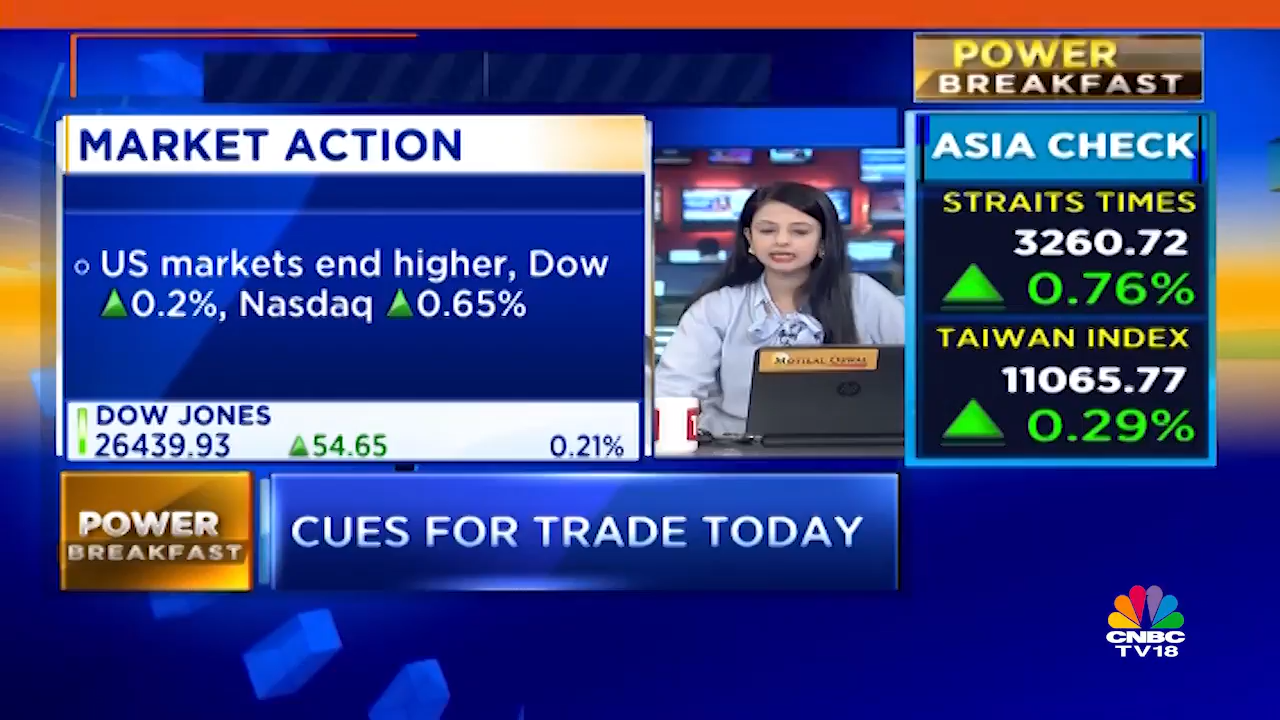 POWER
BREAKFAST
MARKET ACTION
US markets end higher, Dow
▲0.2%, Nasdaq ▲0.65%
DOW JONES
26439.93 ▲54.65 0.21%
MOTILAL OSWAL
hp
ASIA CHECK
STRAITS TIMES
3260.72
▲ 0.76%
TAIWAN INDEX
11065.77
▲ 0.29%
POWER
BREAKFAST
CUES FOR TRADE TODAY
CNBC
TV18